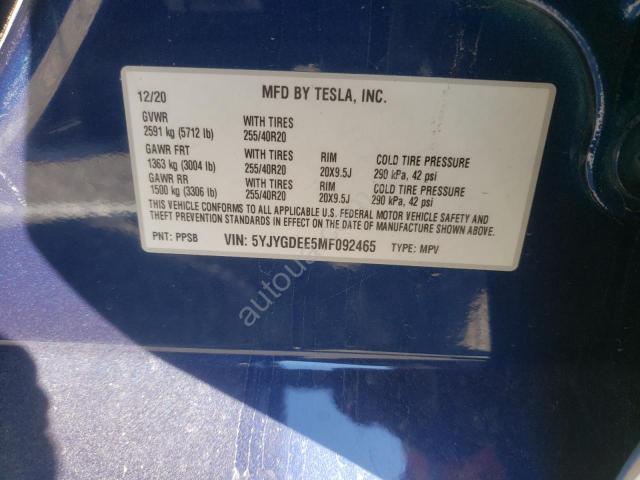 12/20 MFD BY TESLA, INC.
GVWR WITH TIRES
2591 kg (5712 lb) 255/40R20
GAWR FRT WITH TIRES RIM COLD TIRE PRESSURE
1363 kg (3004 lb) 255/40R20 20X9.5J 290 kPa, 42 psi
GAWR RR WITH TIRES RIM COLD TIRE PRESSURE
1500 kg (3306 lb) 255/40R20 20X9.5J 290 kPa, 42 psi
THIS VEHICLE CONFORMS TO ALL APPLICABLE U.S. FEDERAL MOTOR VEHICLE SAFETY AND
THEFT PREVENTION STANDARDS IN EFFECT ON THE DATE OF MANUFACTURE SHOWN ABOVE.
PNT: PPSB VIN: 5YJYGDEE5MF092465 TYPE: MPV